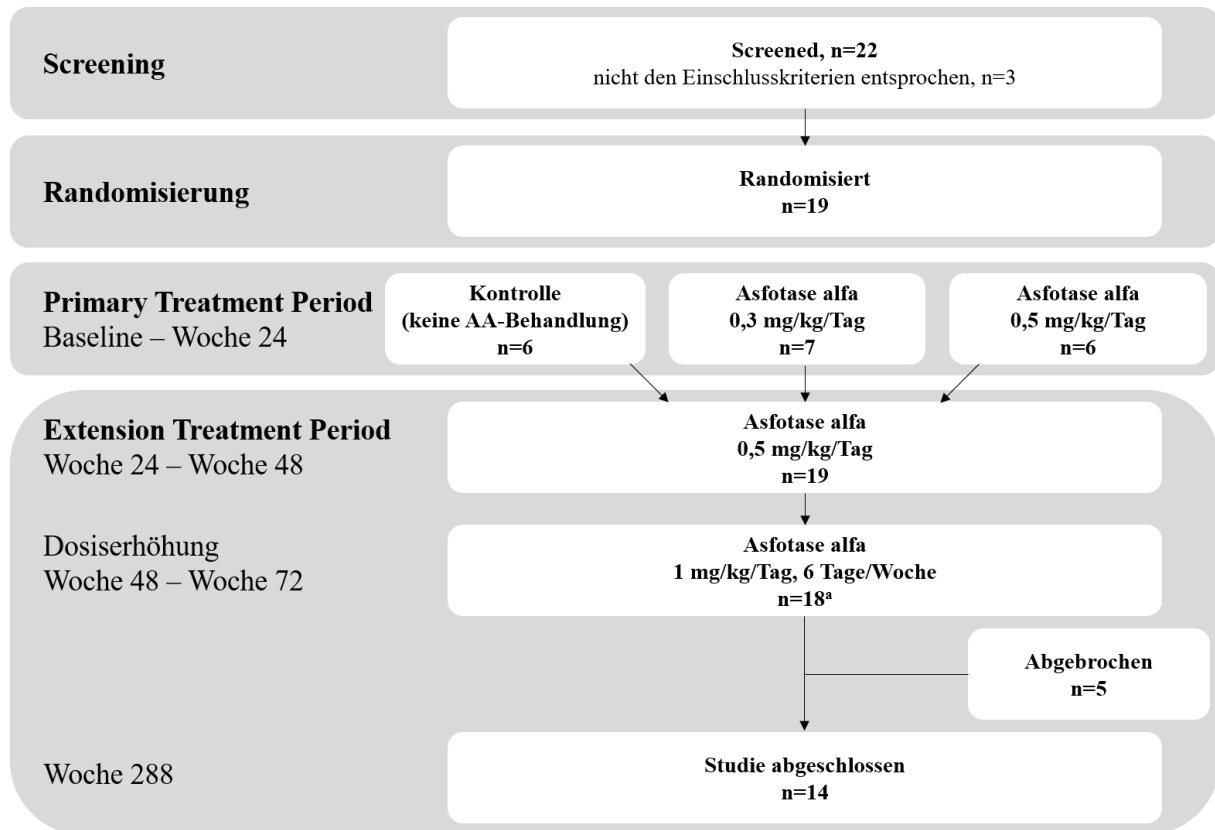 Screening
Screened, n=22
nicht den Einschlusskriterien entsprochen, n=3
Randomisierung
Randomisiert
n=19
Primary Treatment Period
Baseline – Woche 24
Kontrolle
(keine AA-Behandlung)
n=6
Asfotase alfa
0,3 mg/kg/Tag
n=7
Asfotase alfa
0,5 mg/kg/Tag
n=6
Extension Treatment Period
Woche 24 – Woche 48
Asfotase alfa
0,5 mg/kg/Tag
n=19
Dosiserhöhung
Woche 48 – Woche 72
Asfotase alfa
1 mg/kg/Tag, 6 Tage/Woche
n=18ª
Abgebrochen
n=5
Woche 288
Studie abgeschlossen
n=14